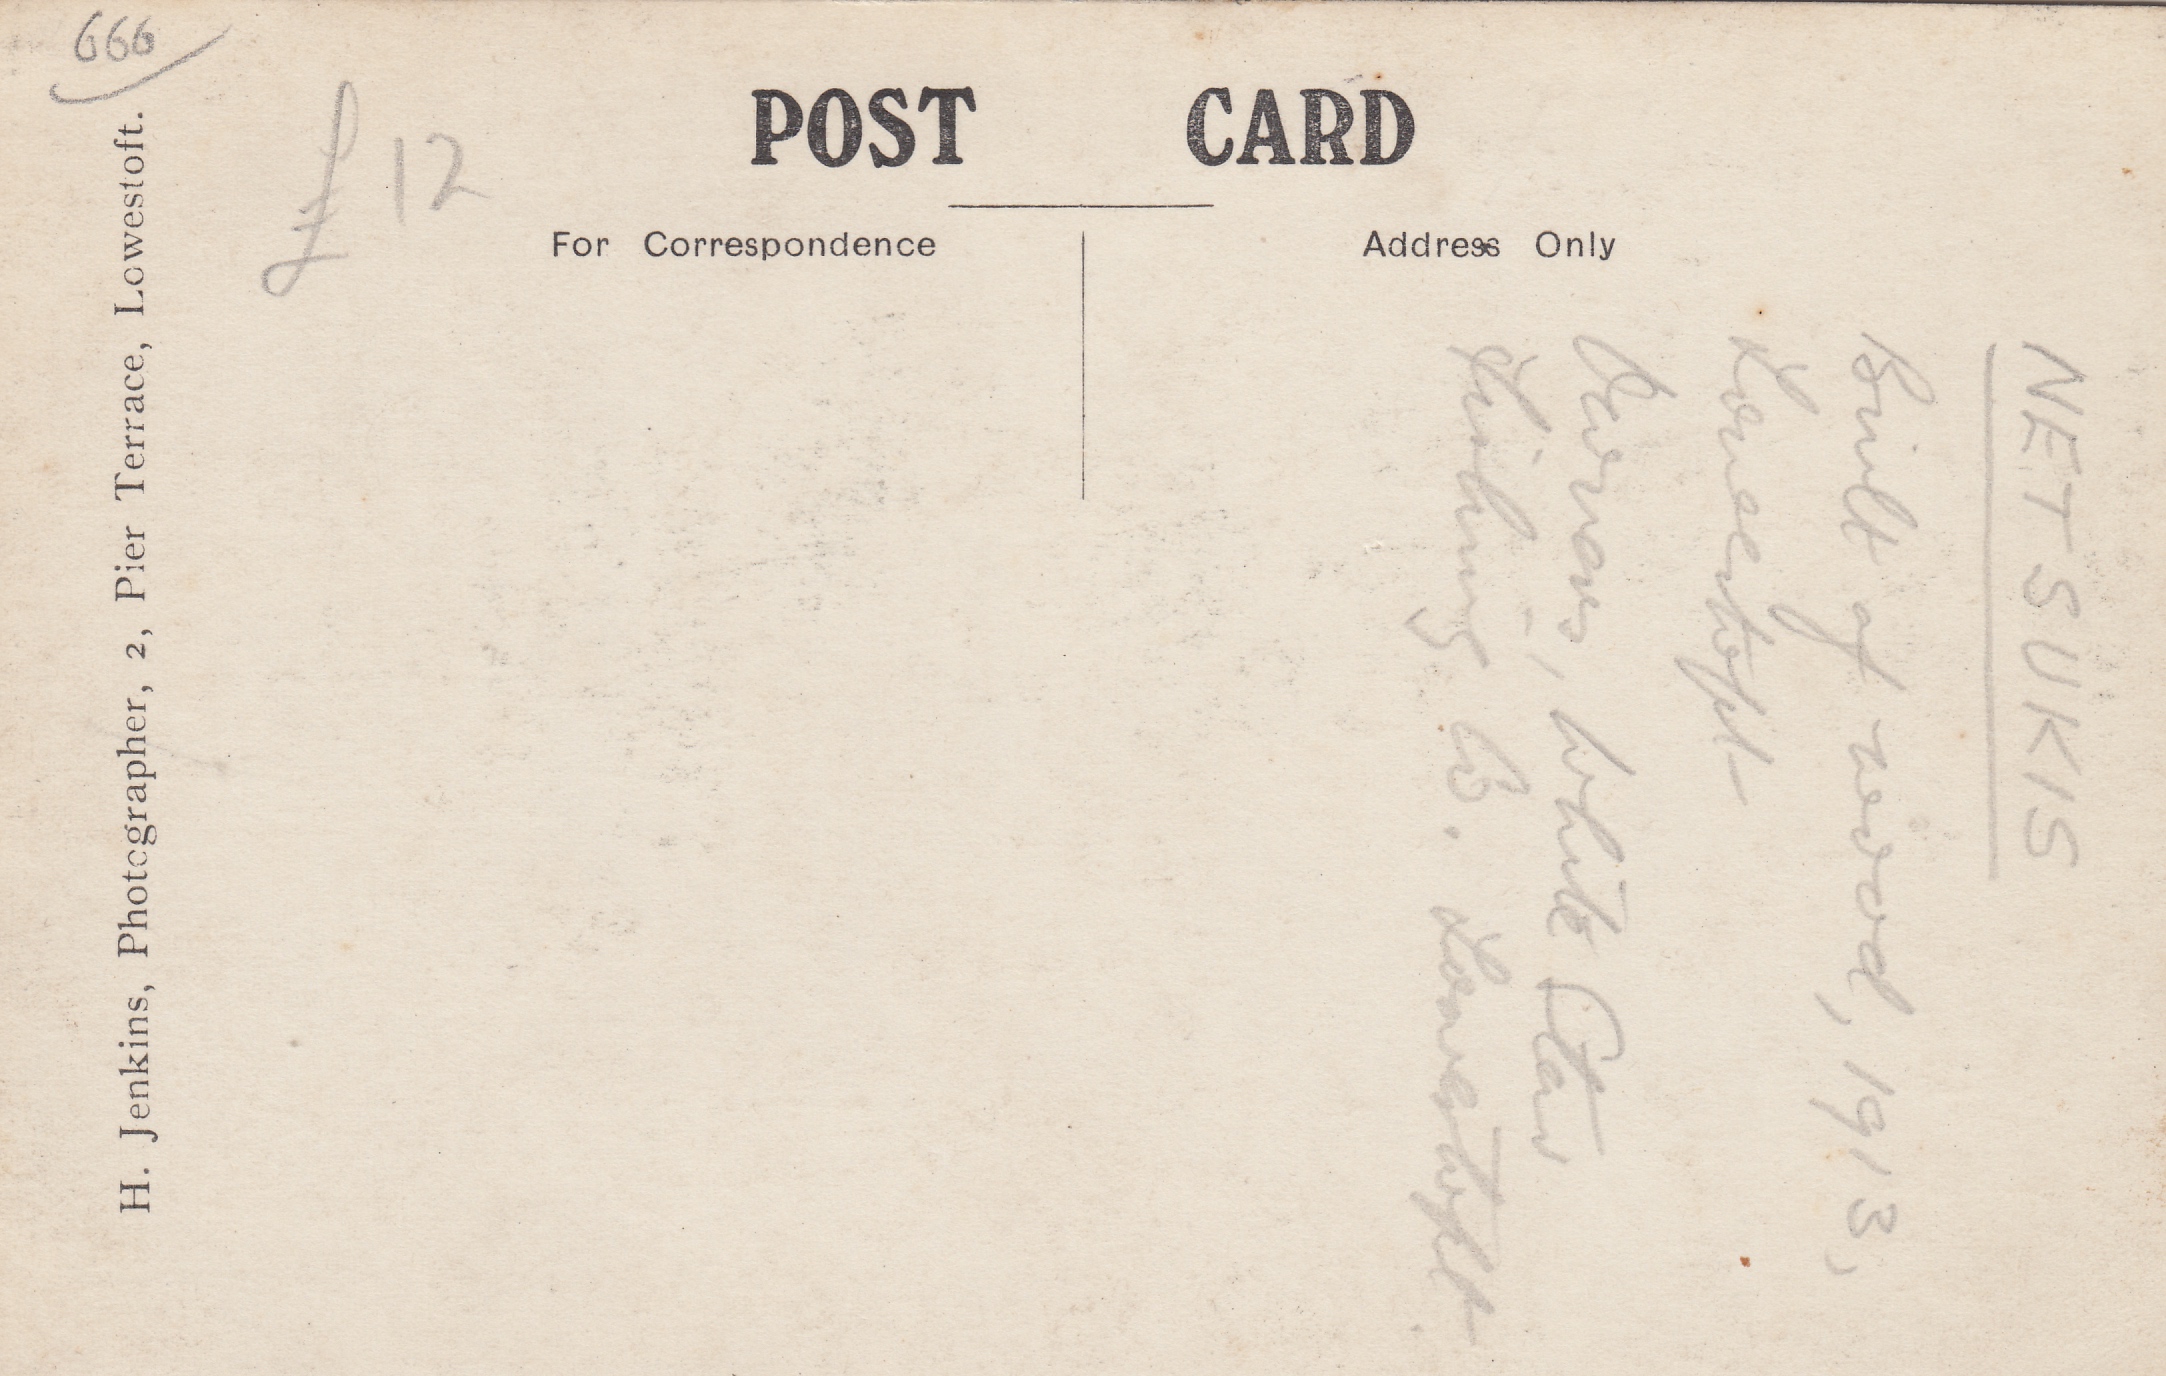 666
£12
POST CARD
For Correspondence
Address Only
H. Jenkins, Photographer, 2, Pier Terrace, Lowestoft.
NETSUKIS
Built of wood, 1913,
Lowestoft
Owners, White Star
Fishing Co. Lowestoft